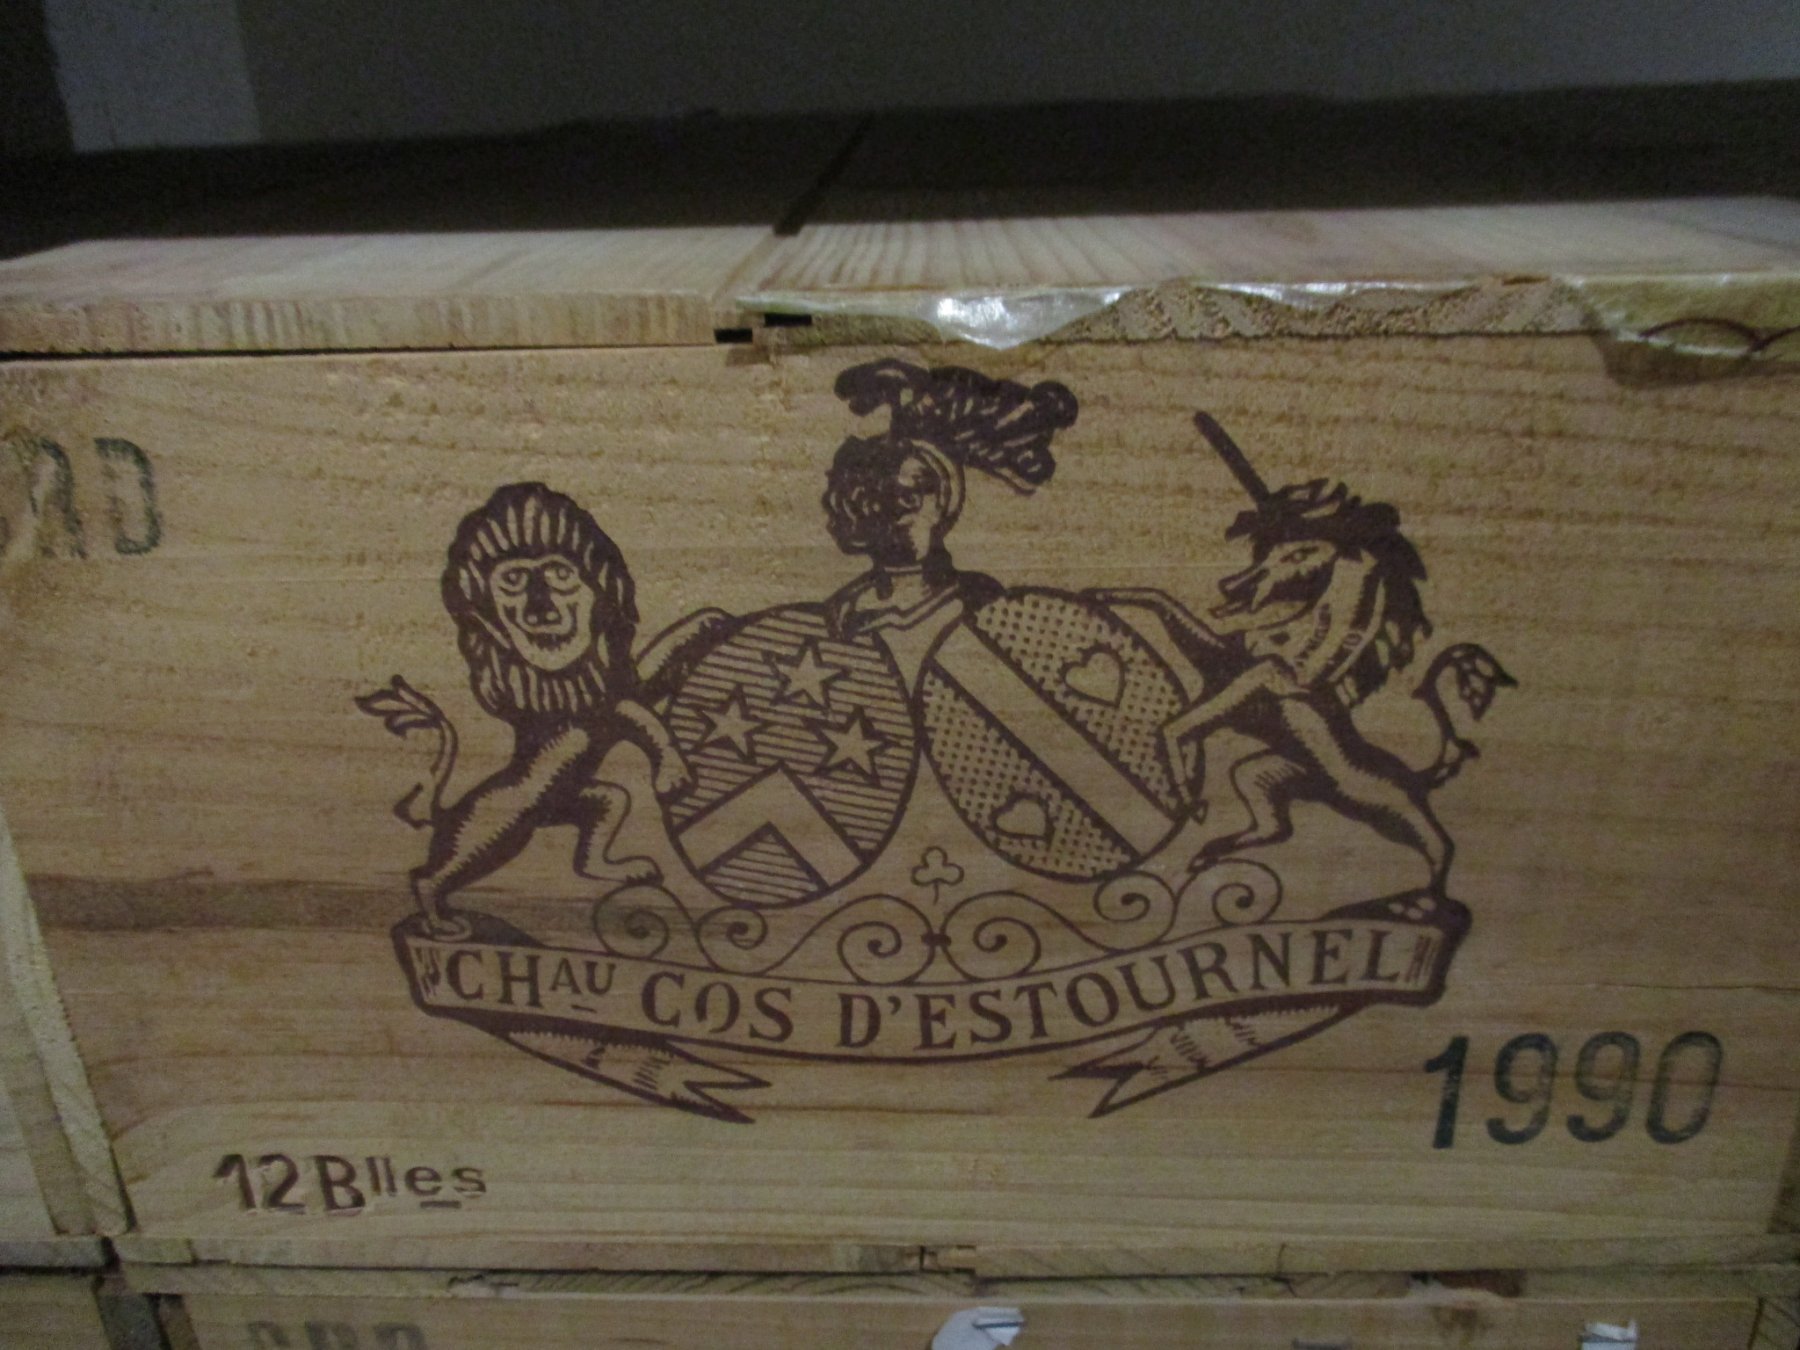 CHAU COS D'ESTOURNEL
1990
12 Blles